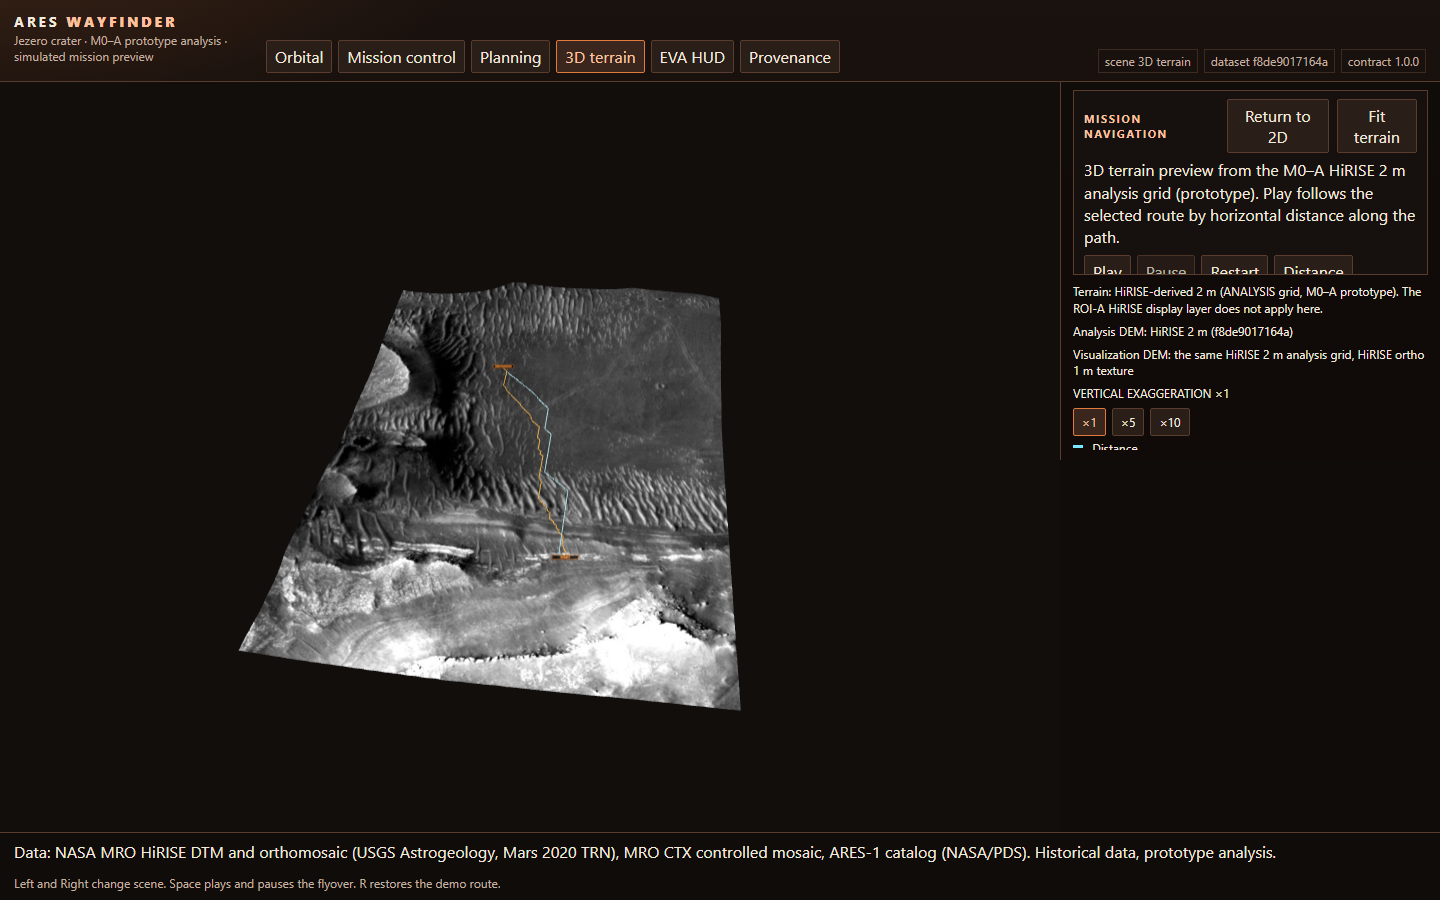 ARES WAYFINDER
Jezero crater · M0–A prototype analysis ·
simulated mission preview
Orbital
Mission control
Planning
3D terrain
EVA HUD
Provenance
scene 3D terrain
dataset f8de9017164a
contract 1.0.0
MISSION
NAVIGATION
Return to
2D
Fit
terrain
3D terrain preview from the M0–A HiRISE 2 m
analysis grid (prototype). Play follows the
selected route by horizontal distance along the
path.
Play
Pause
Restart
Distance
Terrain: HiRISE-derived 2 m (ANALYSIS grid, M0–A prototype). The
ROI-A HiRISE display layer does not apply here.
Analysis DEM: HiRISE 2 m (f8de9017164a)
Visualization DEM: the same HiRISE 2 m analysis grid, HiRISE ortho
1 m texture
VERTICAL EXAGGERATION ×1
×1
×5
×10
Distance
Data: NASA MRO HiRISE DTM and orthomosaic (USGS Astrogeology, Mars 2020 TRN), MRO CTX controlled mosaic, ARES-1 catalog (NASA/PDS). Historical data, prototype analysis.
Left and Right change scene. Space plays and pauses the flyover. R restores the demo route.